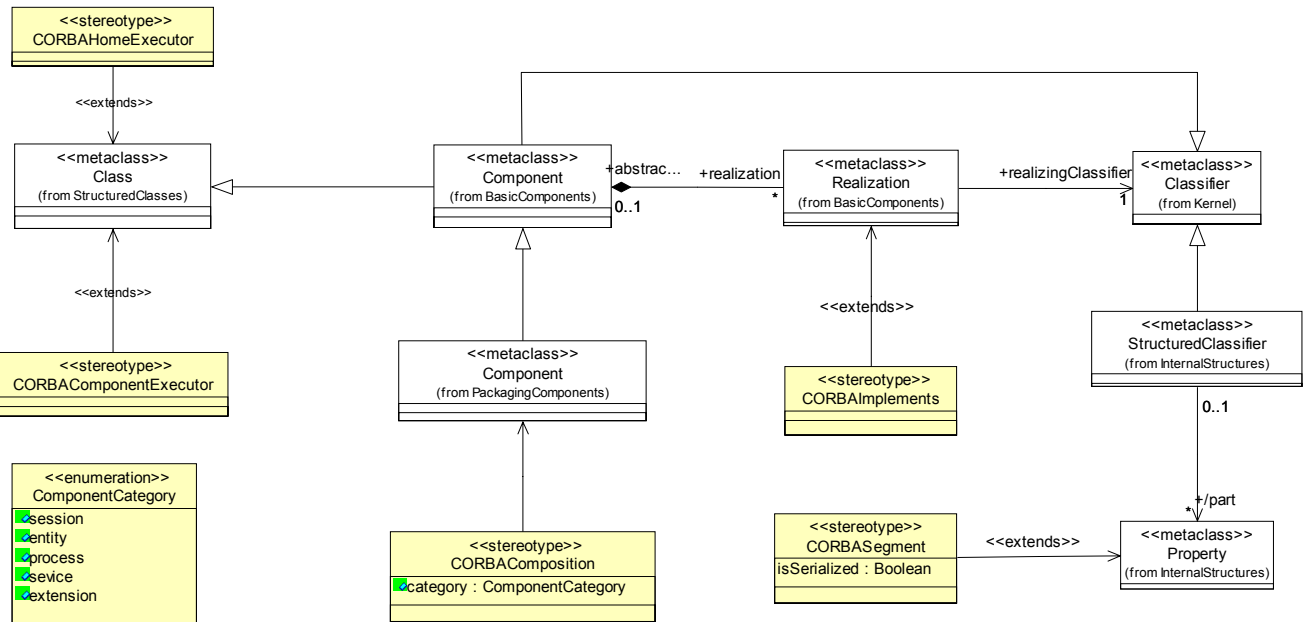 <<stereotype>>
CORBAHomeExecutor
<<extends>>
<<metaclass>>
Class
(from StructuredClasses)
<<metaclass>>
Component
(from BasicComponents)
+abstrac...
0..1
+realization
*
<<metaclass>>
Realization
(from BasicComponents)
+realizingClassifier
1
<<metaclass>>
Classifier
(from Kernel)
<<extends>>
<<stereotype>>
CORBAComponentExecutor
<<metaclass>>
Component
(from PackagingComponents)
<<extends>>
<<stereotype>>
CORBAImplements
<<metaclass>>
StructuredClassifier
(from InternalStructures)
0..1
+/part
*
<<enumeration>>
ComponentCategory
session
entity
process
sevice
extension
<<stereotype>>
CORBAComposition
category : ComponentCategory
<<stereotype>>
CORBASegment
isSerialized : Boolean
<<extends>>
<<metaclass>>
Property
(from InternalStructures)